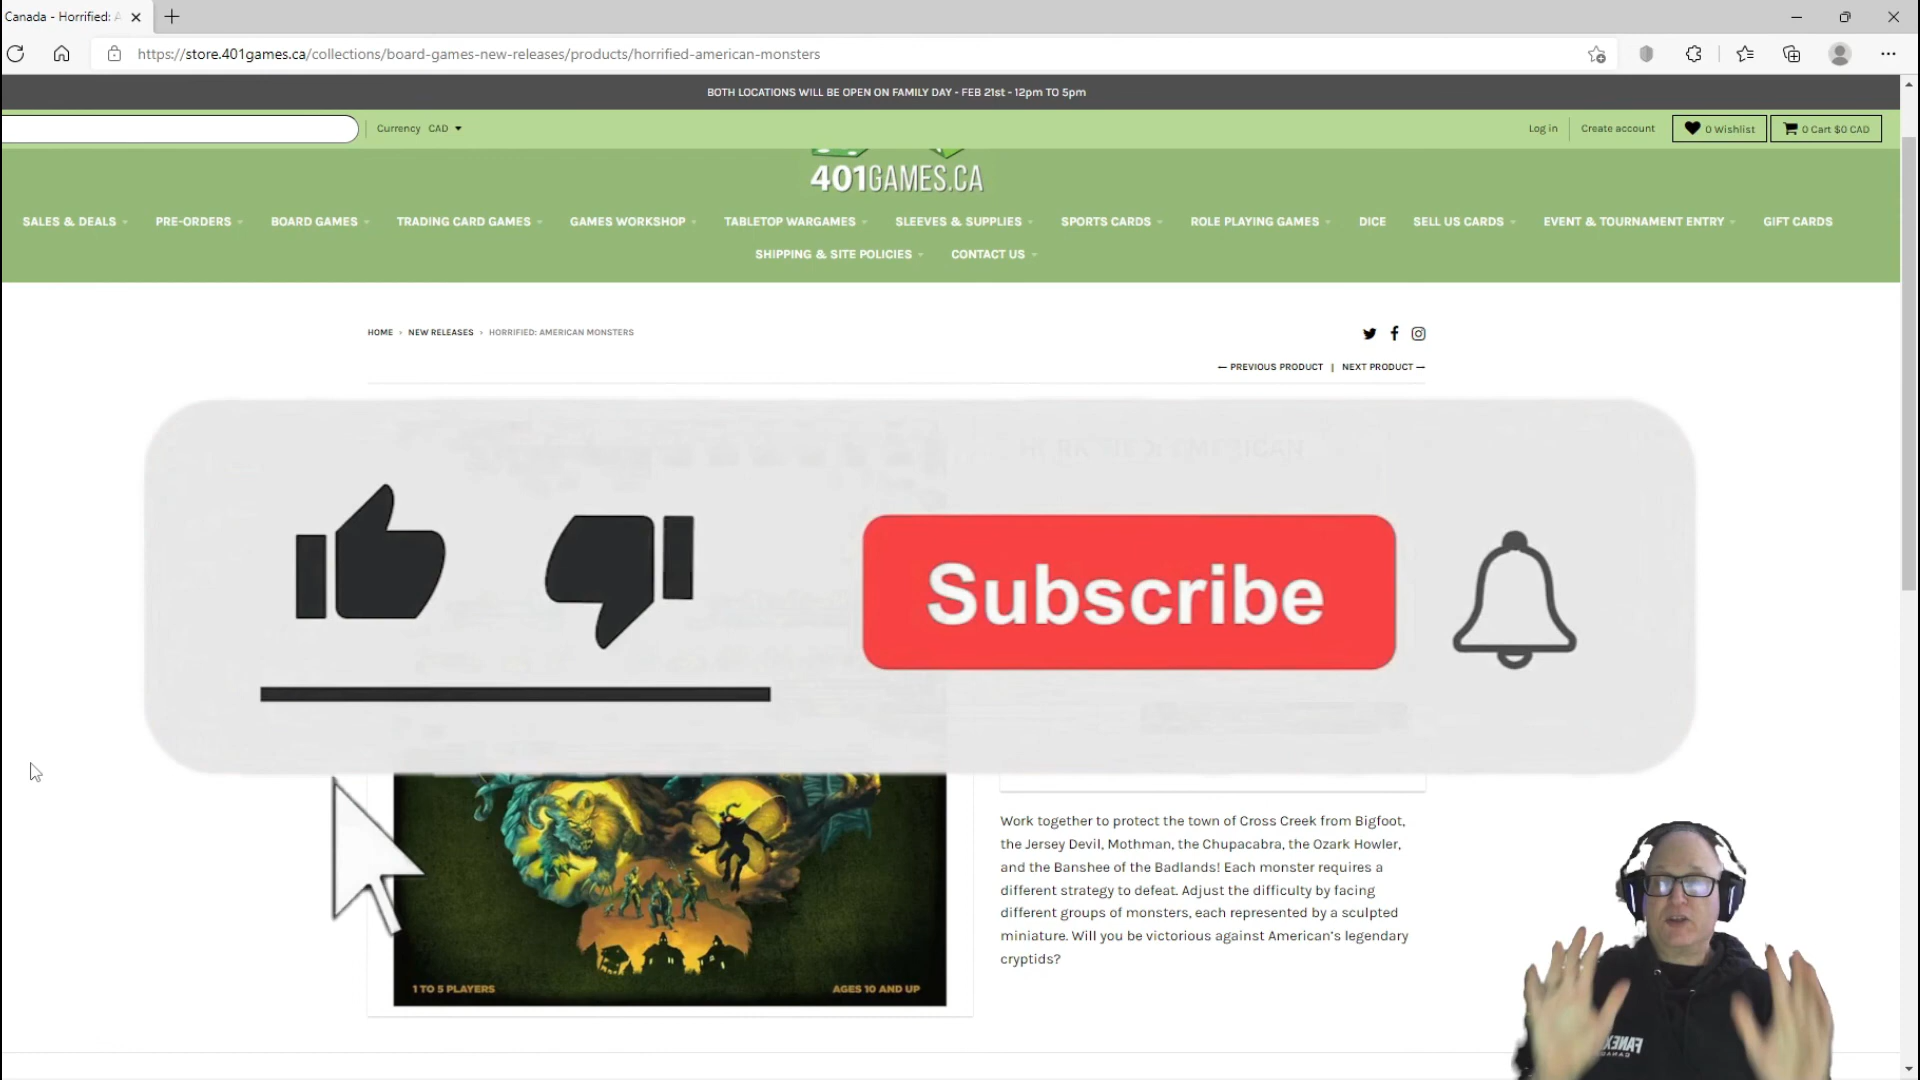 Canada - Horrified: A
https://store.401games.ca/collections/board-games-new-releases/products/horrified-american-monsters
BOTH LOCATIONS WILL BE OPEN ON FAMILY DAY - FEB 21st - 12pm TO 5pm
Currency CAD
Log in
Create account
0 Wishlist
0 Cart $0 CAD
401GAMES.CA
SALES & DEALS
PRE-ORDERS
BOARD GAMES
TRADING CARD GAMES
GAMES WORKSHOP
TABLETOP WARGAMES
SLEEVES & SUPPLIES
SPORTS CARDS
ROLE PLAYING GAMES
DICE
SELL US CARDS
EVENT & TOURNAMENT ENTRY
GIFT CARDS
SHIPPING & SITE POLICIES
CONTACT US
HOME › NEW RELEASES › HORRIFIED: AMERICAN MONSTERS
← PREVIOUS PRODUCT | NEXT PRODUCT →
Subscribe
Work together to protect the town of Cross Creek from Bigfoot,
the Jersey Devil, Mothman, the Chupacabra, the Ozark Howler,
and the Banshee of the Badlands! Each monster requires a
different strategy to defeat. Adjust the difficulty by facing
different groups of monsters, each represented by a sculpted
miniature. Will you be victorious against American's legendary
cryptids?
1 TO 5 PLAYERS
AGES 10 AND UP